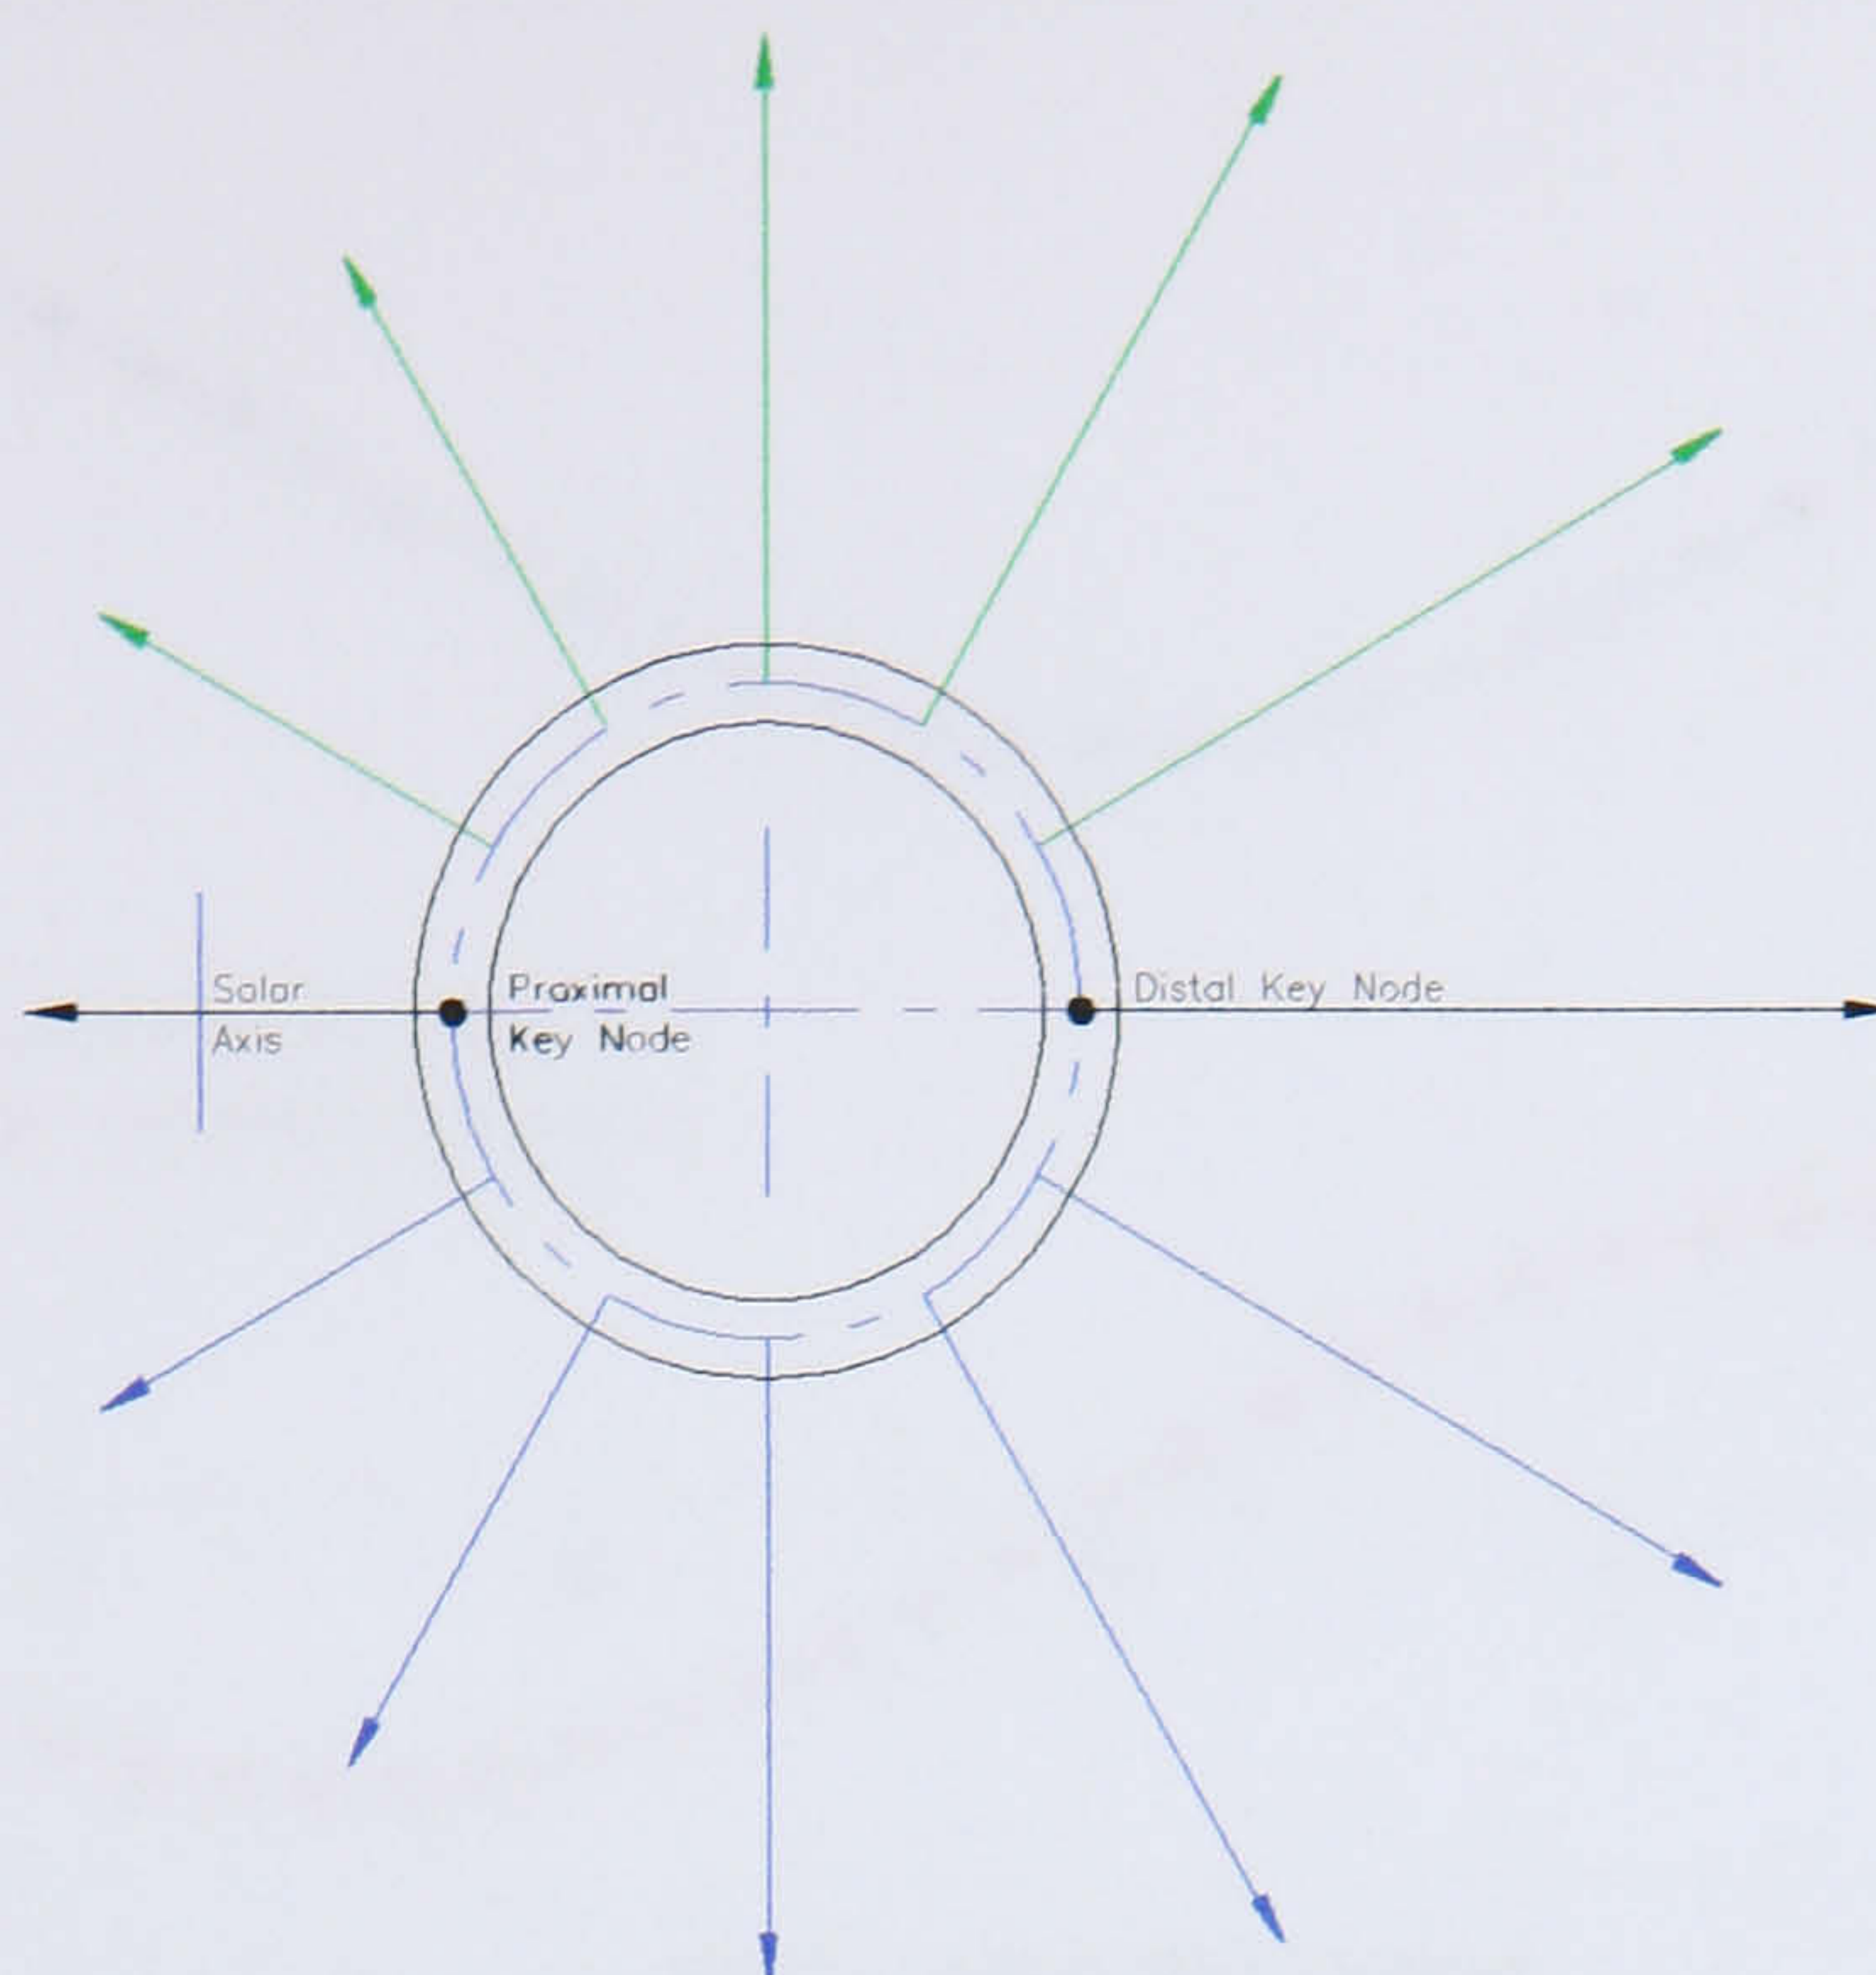 Solar
Axis
Proximal
Key Node
Distal Key Node